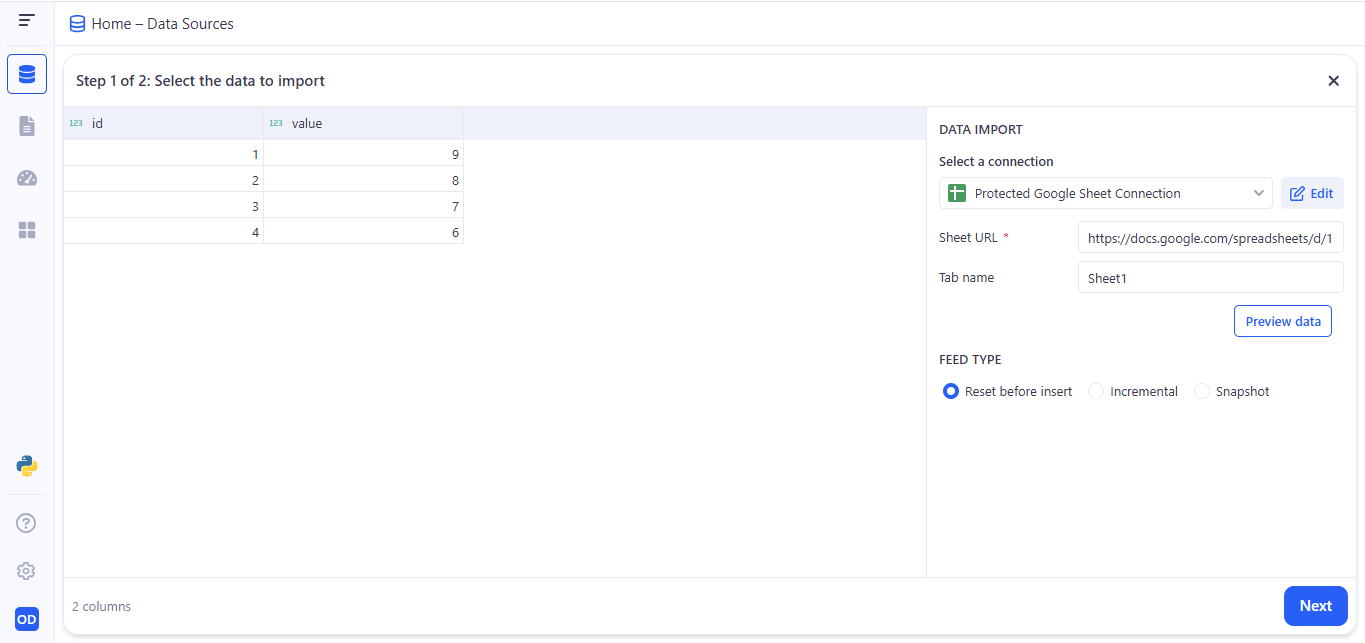 Home – Data Sources
Step 1 of 2: Select the data to import
123 id 123 value
1 9
2 8
3 7
4 6
DATA IMPORT
Select a connection
Protected Google Sheet Connection Edit
Sheet URL * https://docs.google.com/spreadsheets/d/1
Tab name Sheet1
Preview data
FEED TYPE
Reset before insert Incremental Snapshot
2 columns
Next
OD